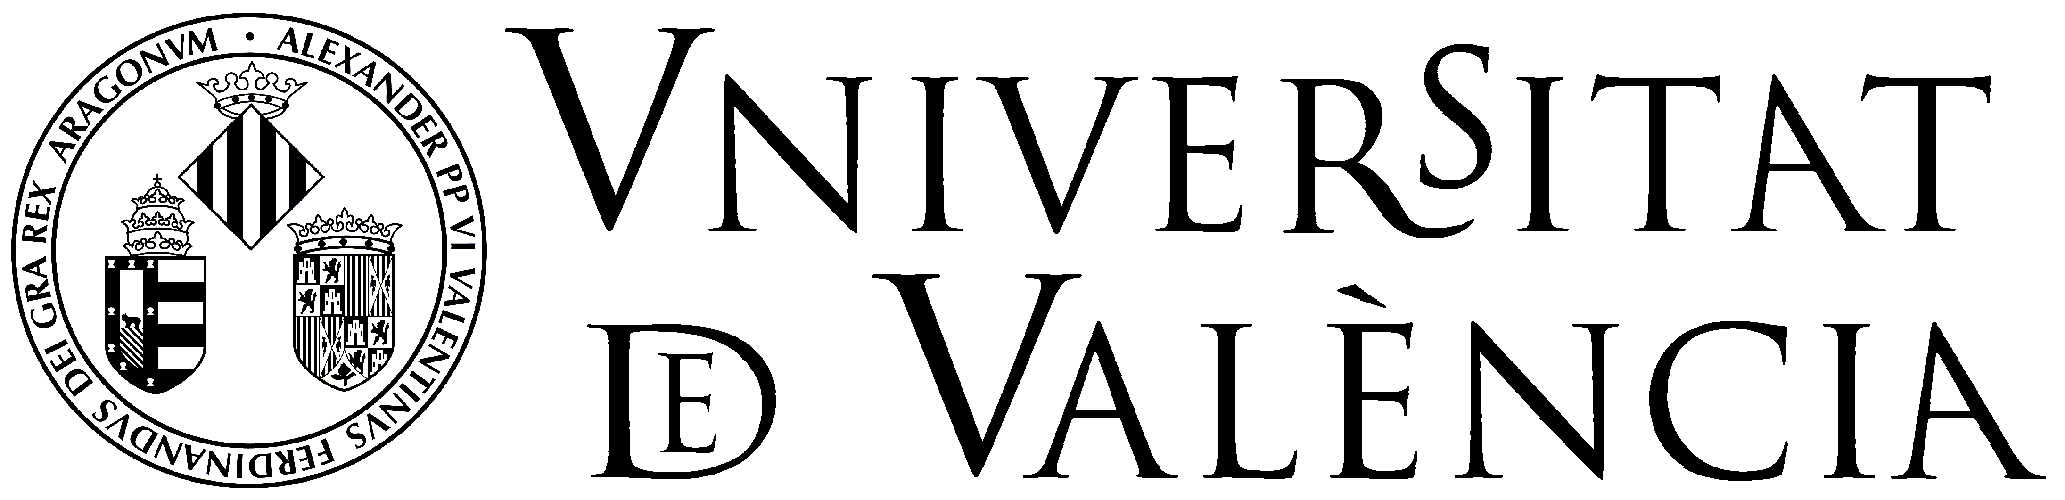 ALEXANDER PP VI VALENTINVS FERDINANDVS DEI GRA REX ARAGONVM •
VNIVERSITAT
DE VALÈNCIA